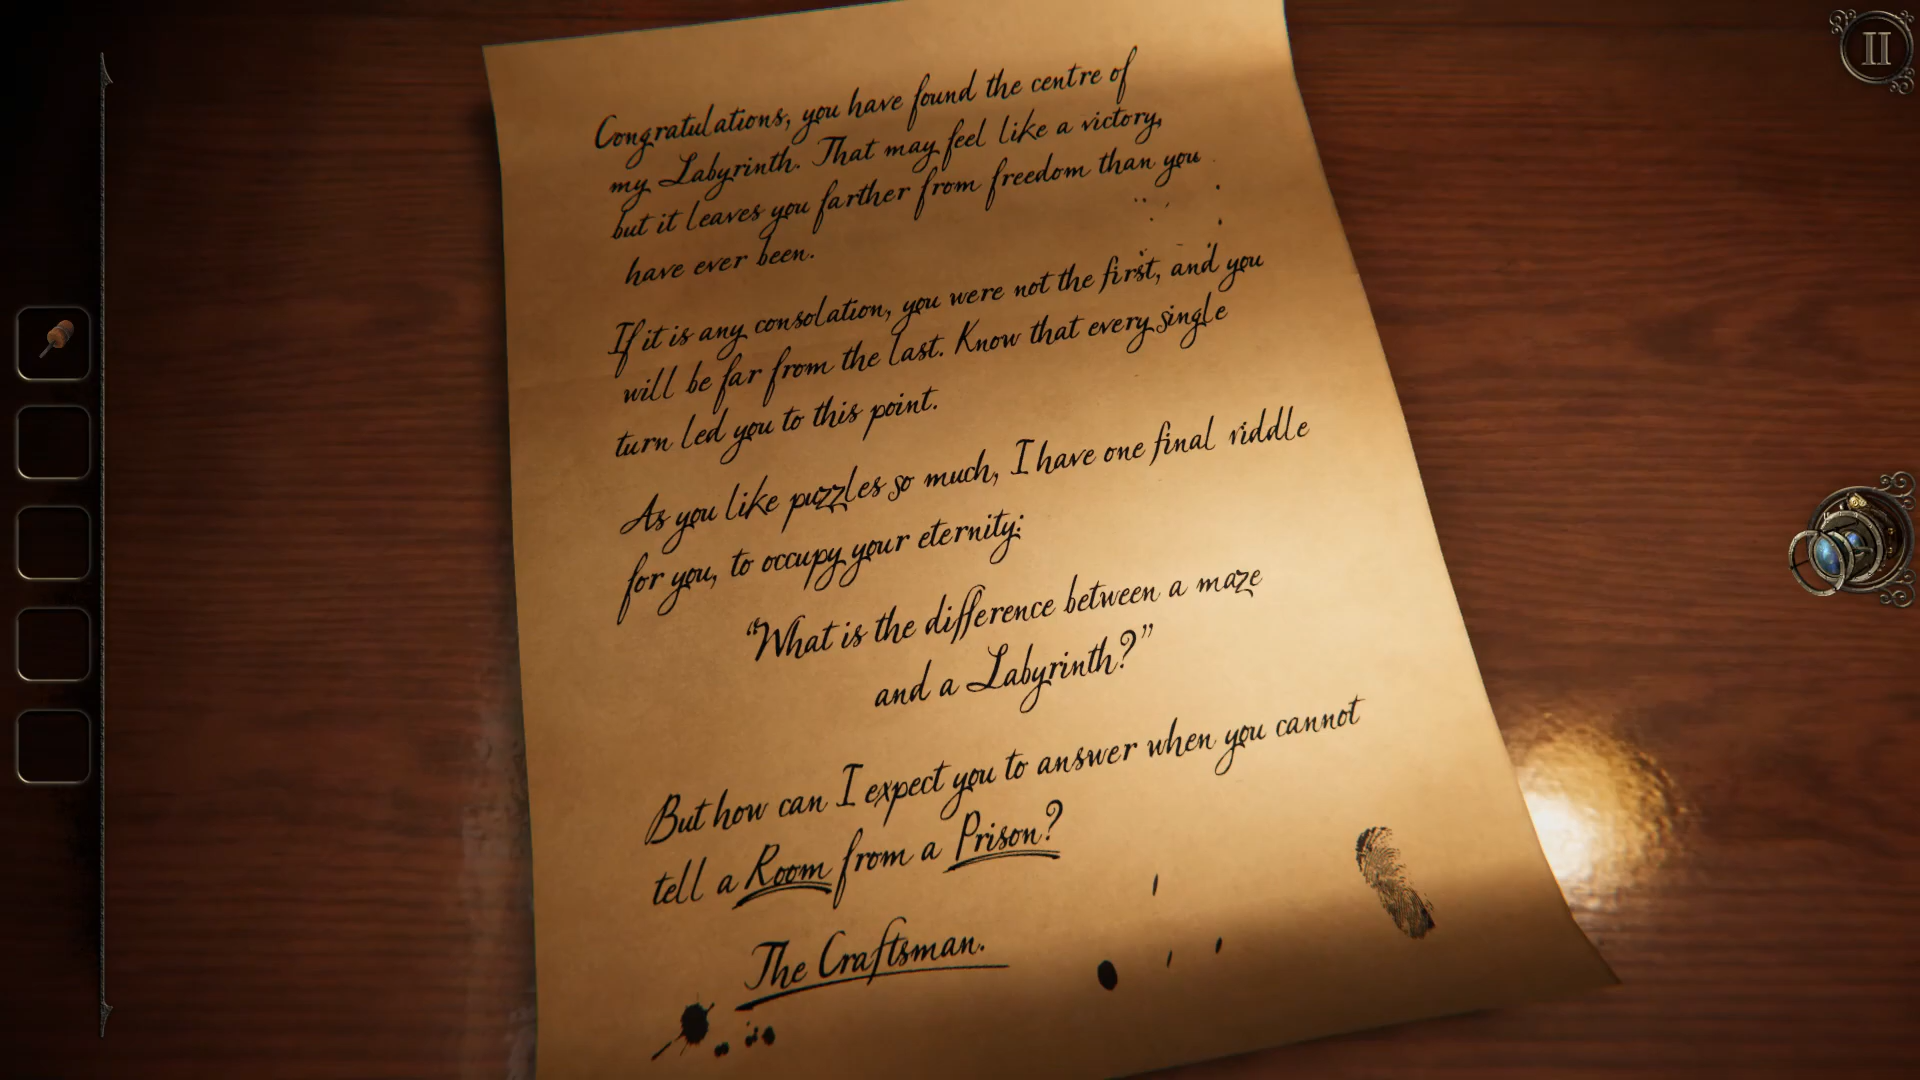 II
Congratulations, you have found the centre of
my Labyrinth. That may feel like a victory,
but it leaves you farther from freedom than you
have ever been.
If it is any consolation, you were not the first, and you
will be far from the last. Know that every single
turn led you to this point.
As you like puzzles so much, I have one final riddle
for you, to occupy your eternity:
“What is the difference between a maze
and a Labyrinth?”
But how can I expect you to answer when you cannot
tell a Room from a Prison?
The Craftsman.